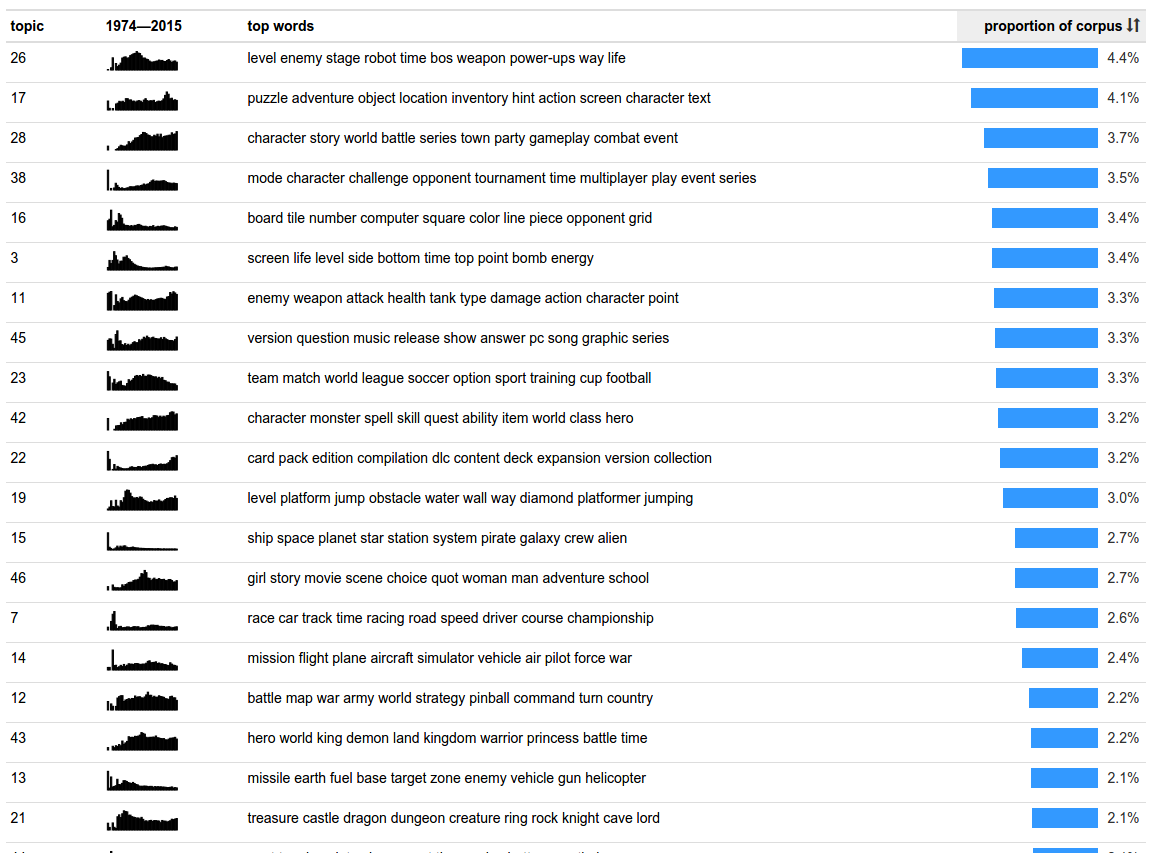 topic 1974—2015 top words proportion of corpus
26 level enemy stage robot time bos weapon power-ups way life 4.4%
17 puzzle adventure object location inventory hint action screen character text 4.1%
28 character story world battle series town party gameplay combat event 3.7%
38 mode character challenge opponent tournament time multiplayer play event series 3.5%
16 board tile number computer square color line piece opponent grid 3.4%
3 screen life level side bottom time top point bomb energy 3.4%
11 enemy weapon attack health tank type damage action character point 3.3%
45 version question music release show answer pc song graphic series 3.3%
23 team match world league soccer option sport training cup football 3.3%
42 character monster spell skill quest ability item world class hero 3.2%
22 card pack edition compilation dlc content deck expansion version collection 3.2%
19 level platform jump obstacle water wall way diamond platformer jumping 3.0%
15 ship space planet star station system pirate galaxy crew alien 2.7%
46 girl story movie scene choice quot woman man adventure school 2.7%
7 race car track time racing road speed driver course championship 2.6%
14 mission flight plane aircraft simulator vehicle air pilot force war 2.4%
12 battle map war army world strategy pinball command turn country 2.2%
43 hero world king demon land kingdom warrior princess battle time 2.2%
13 missile earth fuel base target zone enemy vehicle gun helicopter 2.1%
21 treasure castle dragon dungeon creature ring rock knight cave lord 2.1%